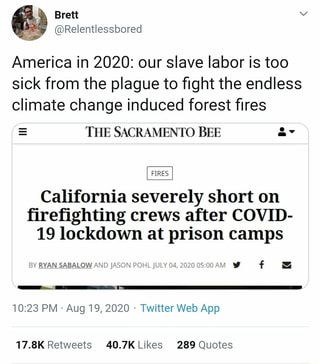 Brett
@Relentlessbored
America in 2020: our slave labor is too
sick from the plague to fight the endless
climate change induced forest fires
THE SACRAMENTO BEE
FIRES
California severely short on
firefighting crews after COVID-
19 lockdown at prison camps
BY RYAN SABALOW AND JASON POHL JULY 04, 2020 05:00 AM
10:23 PM · Aug 19, 2020 · Twitter Web App
17.8K Retweets 40.7K Likes 289 Quotes